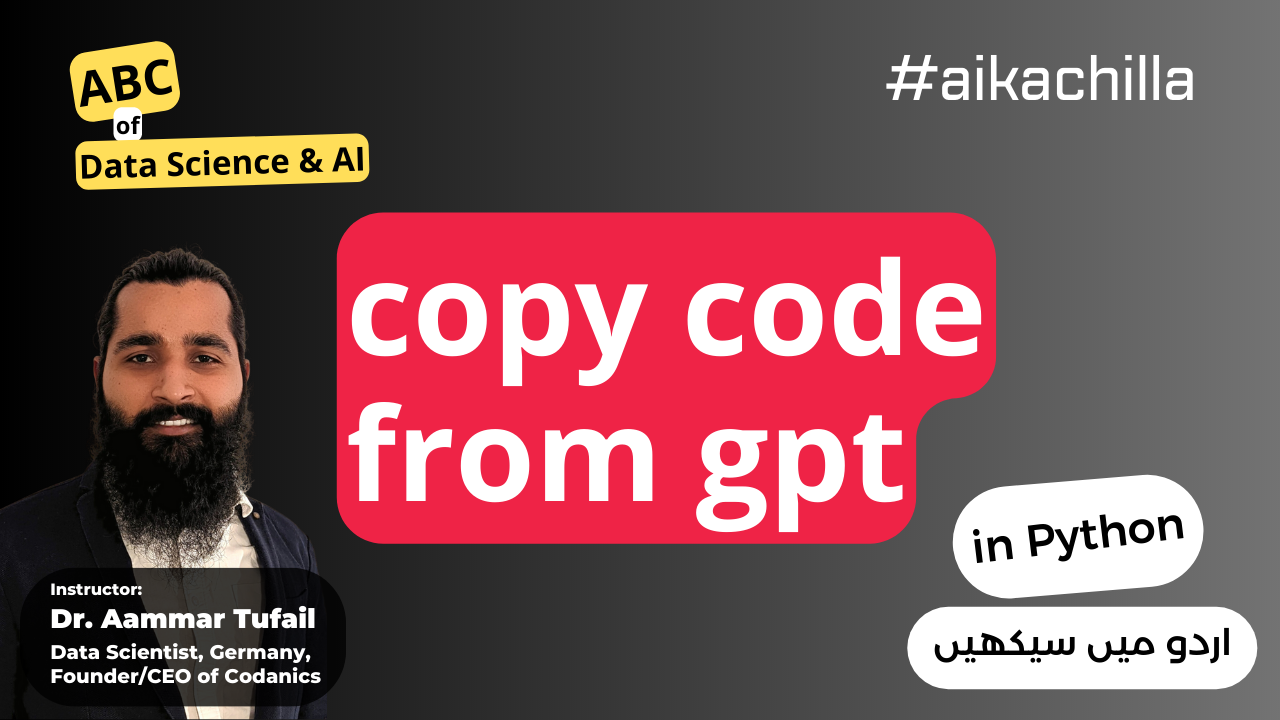 ABC
of
Data Science & AI
#aikachilla
copy code
from gpt
in Python
اردو میں سیکھیں
Instructor:
Dr. Aammar Tufail
Data Scientist, Germany,
Founder/CEO of Codanics